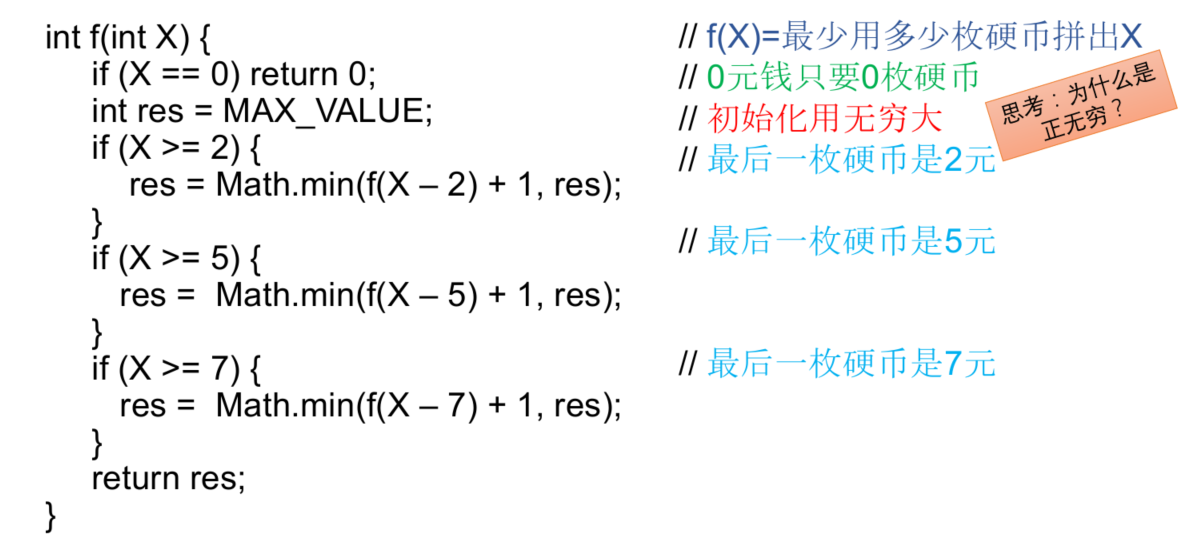 int f(int X) { // f(X)=最少用多少枚硬币拼出X
if (X == 0) return 0; // 0元钱只要0枚硬币
int res = MAX_VALUE; // 初始化用无穷大
思考：为什么是
正无穷？
if (X >= 2) { // 最后一枚硬币是2元
res = Math.min(f(X – 2) + 1, res);
}
if (X >= 5) { // 最后一枚硬币是5元
res =  Math.min(f(X – 5) + 1, res);
}
if (X >= 7) { // 最后一枚硬币是7元
res =  Math.min(f(X – 7) + 1, res);
}
return res;
}